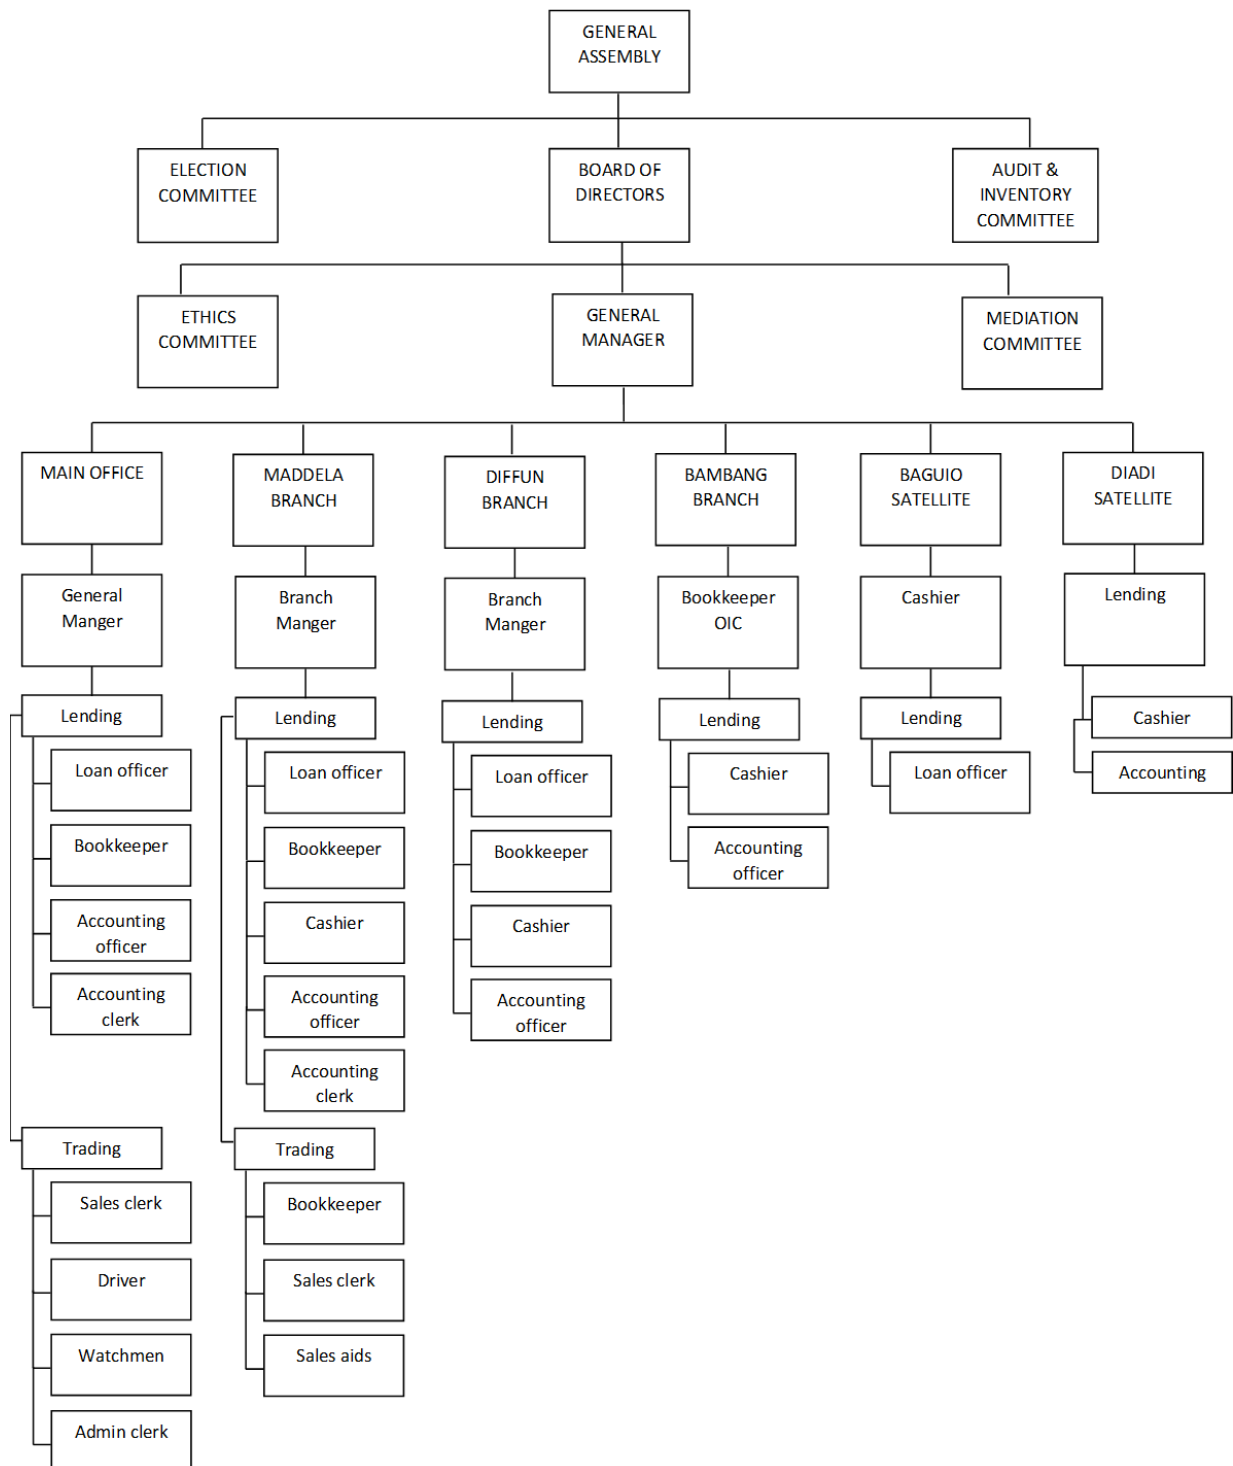 GENERAL
ASSEMBLY
ELECTION
COMMITTEE
BOARD OF
DIRECTORS
AUDIT &
INVENTORY
COMMITTEE
ETHICS
COMMITTEE
GENERAL
MANAGER
MEDIATION
COMMITTEE
MAIN OFFICE
MADDELA
BRANCH
DIFFUN
BRANCH
BAMBANG
BRANCH
BAGUIO
SATELLITE
DIADI
SATELLITE
General
Manger
Branch
Manger
Branch
Manger
Bookkeeper
OIC
Cashier
Lending
Lending
Loan officer
Bookkeeper
Accounting
officer
Accounting
clerk
Trading
Sales clerk
Driver
Watchmen
Admin clerk
Lending
Loan officer
Bookkeeper
Cashier
Accounting
officer
Accounting
clerk
Trading
Bookkeeper
Sales clerk
Sales aids
Lending
Loan officer
Bookkeeper
Cashier
Accounting
officer
Lending
Cashier
Accounting
officer
Lending
Loan officer
Cashier
Accounting